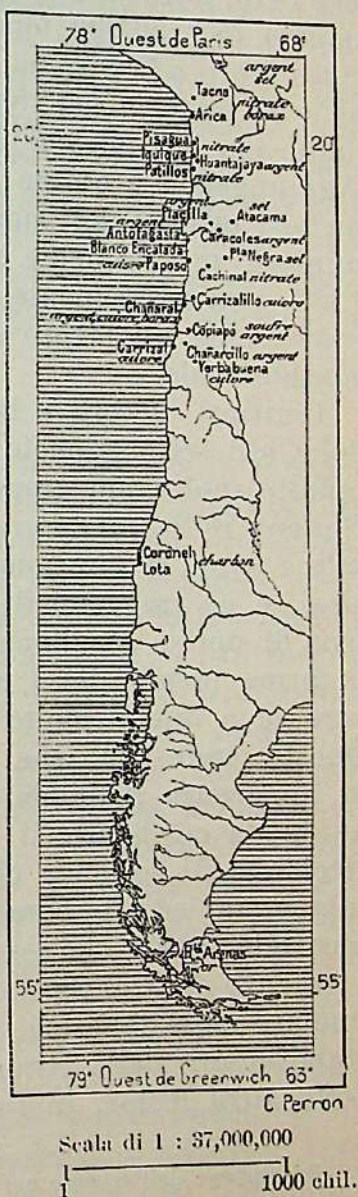 78° Ouest de Paris 68°
argent
sel
Tacna
nitrate
borax
Arica
20° 20°
Pisagua nitrate
Iquique Huantajaya argent
Patillos nitrate
argent sel
Placilla Atacama
argent
Antofagasta Caracoles argent
Blanco Encalada Pta Negra sel
cuivre Paposo
Cachinal nitrate
Chañaral Carrizalillo cuivre
argent, cuivre, borax
Copiapó soufre
argent
Carrizal Chañarcillo argent
cuivre Yerbabuena
cuivre
Coronel
Lota charbon
Pta Arenas
or
55° 55°
79° Ouest de Greenwich 63°
C Perron
Scala di 1 : 37,000,000
1 1000 chil.